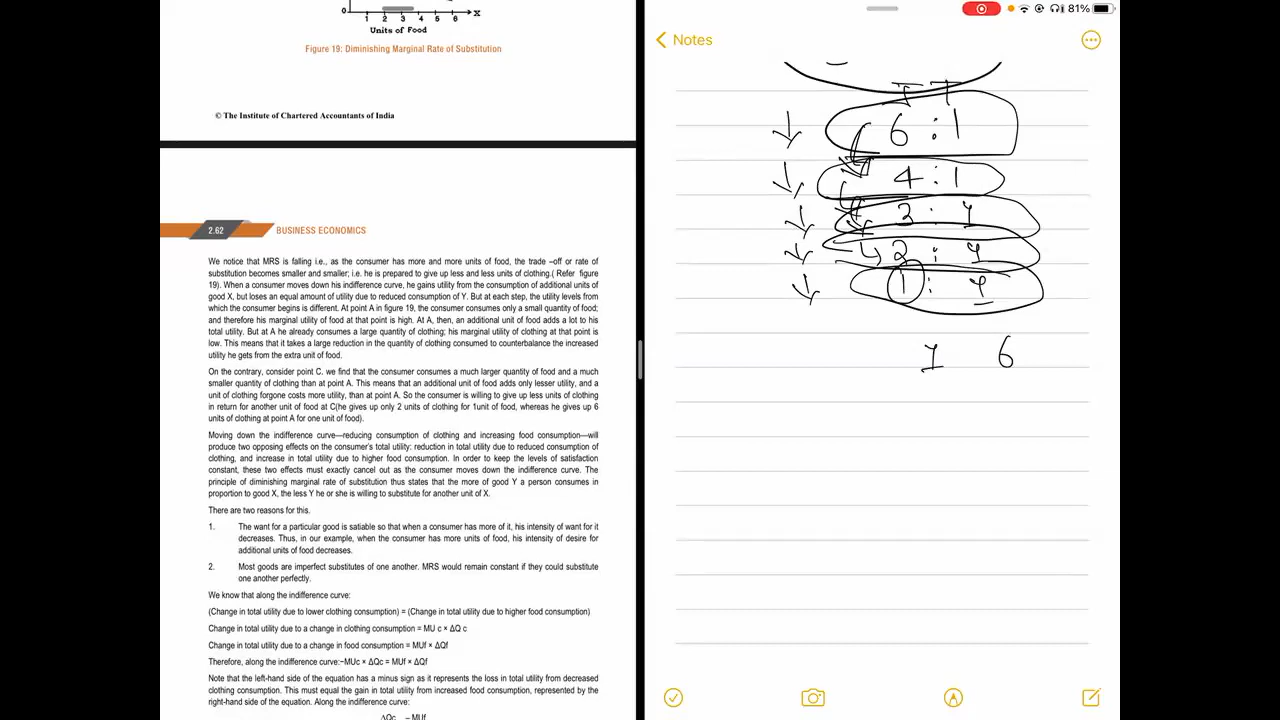 0
1 2 3 4 5 6 X
Units of Food
Figure 19: Diminishing Marginal Rate of Substitution
© The Institute of Chartered Accountants of India
2.62 BUSINESS ECONOMICS
We notice that MRS is falling i.e., as the consumer has more and more units of food, the trade –off or rate of
substitution becomes smaller and smaller; i.e. he is prepared to give up less and less units of clothing.( Refer figure
19). When a consumer moves down his indifference curve, he gains utility from the consumption of additional units of
good X, but loses an equal amount of utility due to reduced consumption of Y. But at each step, the utility levels from
which the consumer begins is different. At point A in figure 19, the consumer consumes only a small quantity of food;
and therefore his marginal utility of food at that point is high. At A, then, an additional unit of food adds a lot to his
total utility. But at A he already consumes a large quantity of clothing; his marginal utility of clothing at that point is
low. This means that it takes a large reduction in the quantity of clothing consumed to counterbalance the increased
utility he gets from the extra unit of food.
On the contrary, consider point C. we find that the consumer consumes a much larger quantity of food and a much
smaller quantity of clothing than at point A. This means that an additional unit of food adds only lesser utility, and a
unit of clothing forgone costs more utility, than at point A. So the consumer is willing to give up less units of clothing
in return for another unit of food at C(he gives up only 2 units of clothing for 1unit of food, whereas he gives up 6
units of clothing at point A for one unit of food).
Moving down the indifference curve—reducing consumption of clothing and increasing food consumption—will
produce two opposing effects on the consumer's total utility: reduction in total utility due to reduced consumption of
clothing, and increase in total utility due to higher food consumption. In order to keep the levels of satisfaction
constant, these two effects must exactly cancel out as the consumer moves down the indifference curve. The
principle of diminishing marginal rate of substitution thus states that the more of good Y a person consumes in
proportion to good X, the less Y he or she is willing to substitute for another unit of X.
There are two reasons for this.
1. The want for a particular good is satiable so that when a consumer has more of it, his intensity of want for it
decreases. Thus, in our example, when the consumer has more units of food, his intensity of desire for
additional units of food decreases.
2. Most goods are imperfect substitutes of one another. MRS would remain constant if they could substitute
one another perfectly.
We know that along the indifference curve:
(Change in total utility due to lower clothing consumption) = (Change in total utility due to higher food consumption)
Change in total utility due to a change in clothing consumption = MU c × ΔQ c
Change in total utility due to a change in food consumption = MUf × ΔQf
Therefore, along the indifference curve:−MUc × ΔQc = MUf × ΔQf
Note that the left-hand side of the equation has a minus sign as it represents the loss in total utility from decreased
clothing consumption. This must equal the gain in total utility from increased food consumption, represented by the
right-hand side of the equation. Along the indifference curve:
ΔQc – MUf
81%
Notes
6 : 1
4 : 1
3 : 1
2 : 1
1 : 1
1 6